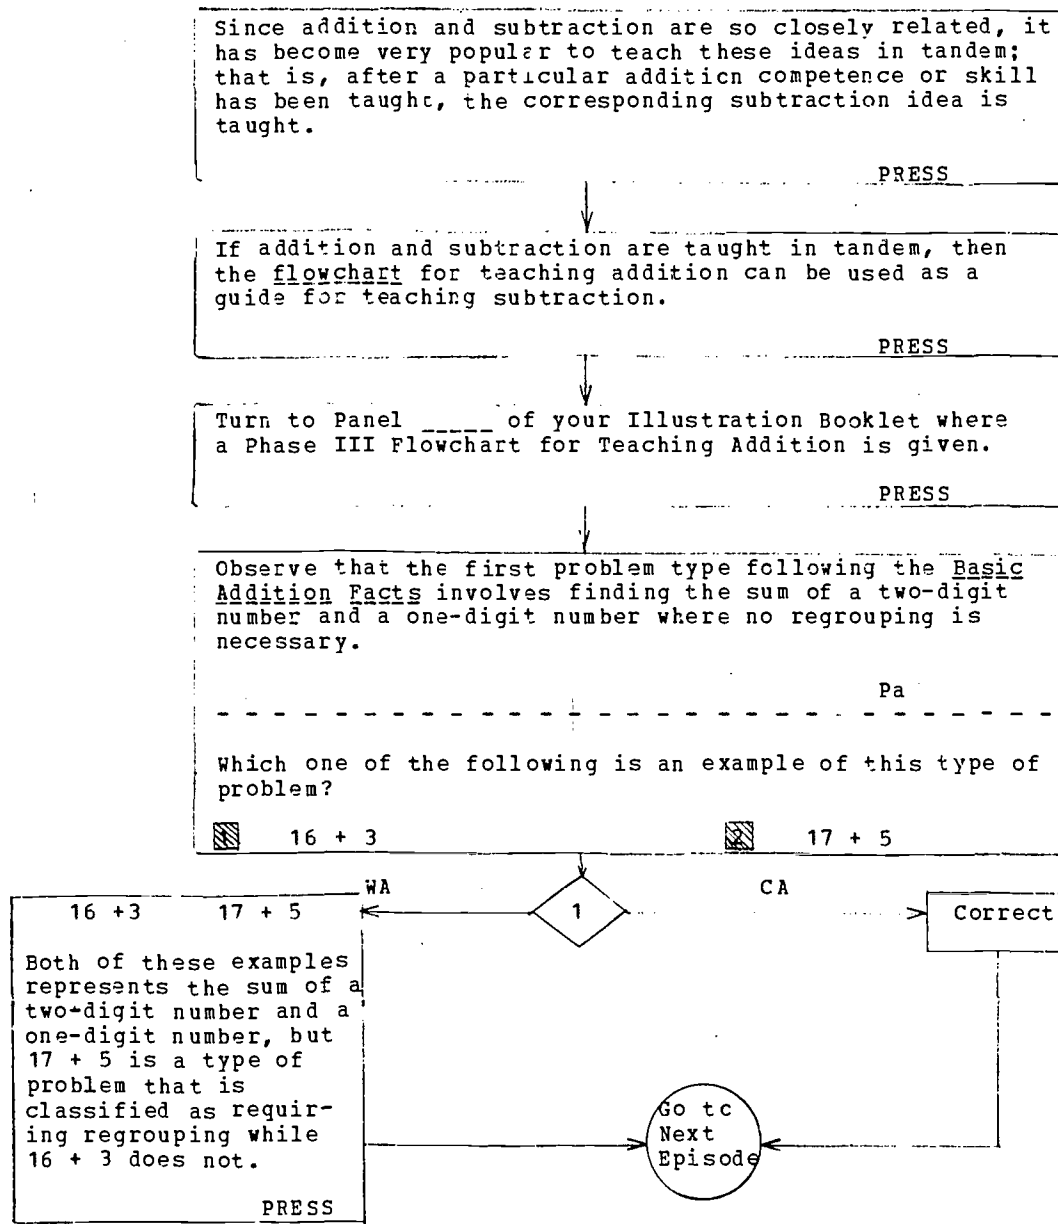 Since addition and subtraction are so closely related, it
has become very popular to teach these ideas in tandem;
that is, after a particular addition competence or skill
has been taught, the corresponding subtraction idea is
taught.
PRESS
If addition and subtraction are taught in tandem, then
the flowchart for teaching addition can be used as a
guide for teaching subtraction.
PRESS
Turn to Panel _____ of your Illustration Booklet where
a Phase III Flowchart for Teaching Addition is given.
PRESS
Observe that the first problem type following the Basic
Addition Facts involves finding the sum of a two-digit
number and a one-digit number where no regrouping is
necessary.
Pa
Which one of the following is an example of this type of
problem?
1 16 + 3 2 17 + 5
WA 1 CA
16 +3 17 + 5
Both of these examples
represents the sum of a
two-digit number and a
one-digit number, but
17 + 5 is a type of
problem that is
classified as requir-
ing regrouping while
16 + 3 does not.
PRESS
Correct
Go to
Next
Episode